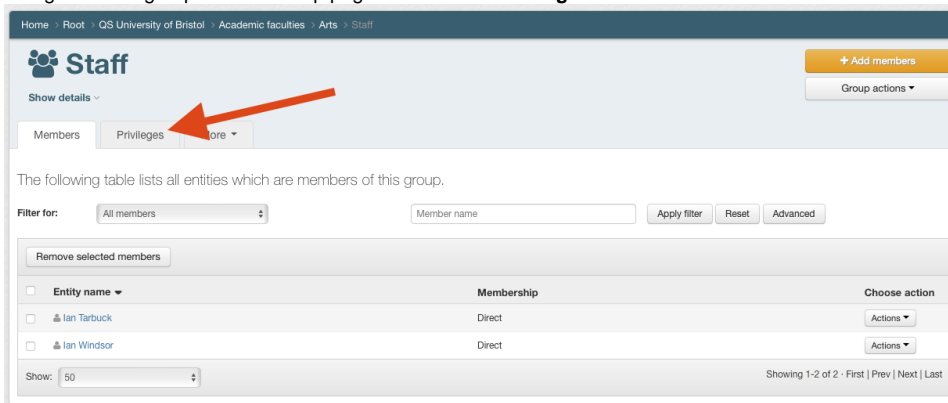 Home > Root > QS University of Bristol > Academic faculties > Arts > Staff
Staff
+ Add members
Show details
Group actions
Members Privileges More
The following table lists all entities which are members of this group.
Filter for: All members Member name Apply filter Reset Advanced
Remove selected members
Entity name Membership Choose action
Ian Tarbuck Direct Actions
Ian Windsor Direct Actions
Show: 50 Showing 1-2 of 2 · First | Prev | Next | Last